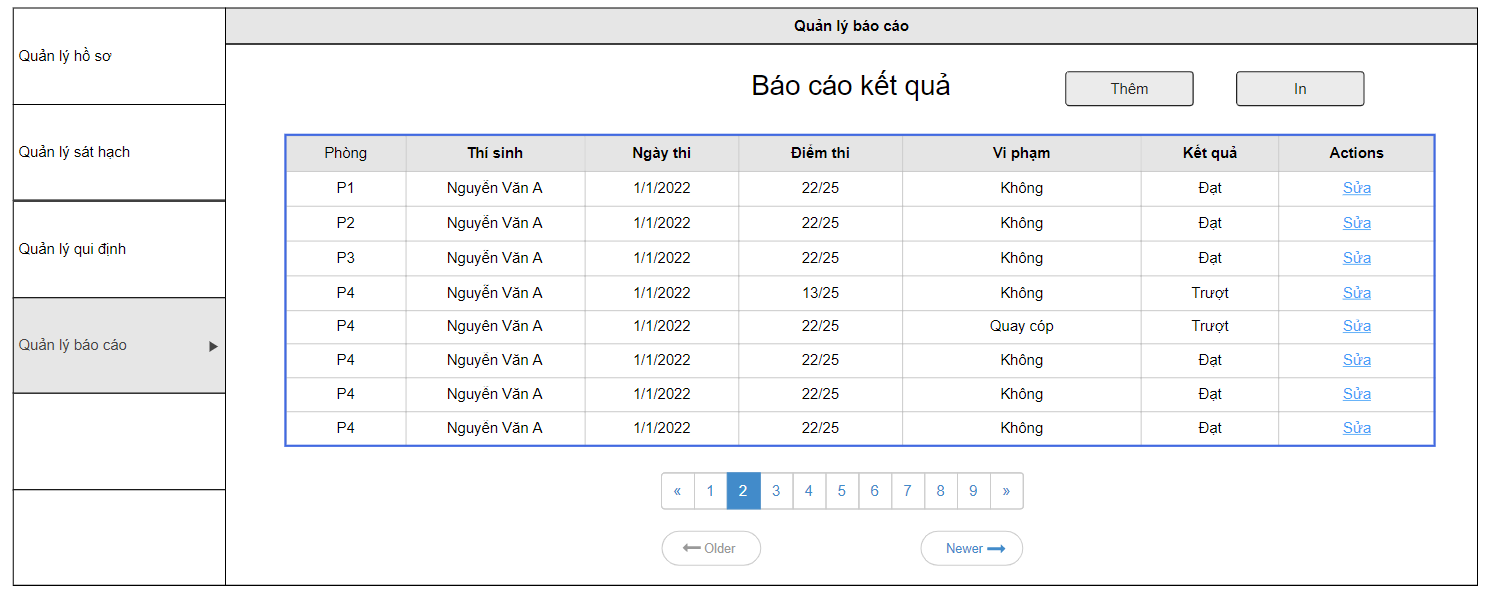 Quản lý báo cáo
Quản lý hồ sơ
Quản lý sát hạch
Quản lý qui định
Quản lý báo cáo
Báo cáo kết quả
Thêm
In
Phòng Thí sinh Ngày thi Điểm thi Vi phạm Kết quả Actions
P1 Nguyễn Văn A 1/1/2022 22/25 Không Đạt Sửa
P2 Nguyễn Văn A 1/1/2022 22/25 Không Đạt Sửa
P3 Nguyễn Văn A 1/1/2022 22/25 Không Đạt Sửa
P4 Nguyễn Văn A 1/1/2022 13/25 Không Trượt Sửa
P4 Nguyễn Văn A 1/1/2022 22/25 Quay cóp Trượt Sửa
P4 Nguyễn Văn A 1/1/2022 22/25 Không Đạt Sửa
P4 Nguyễn Văn A 1/1/2022 22/25 Không Đạt Sửa
P4 Nguyễn Văn A 1/1/2022 22/25 Không Đạt Sửa
« 1 2 3 4 5 6 7 8 9 »
Older
Newer